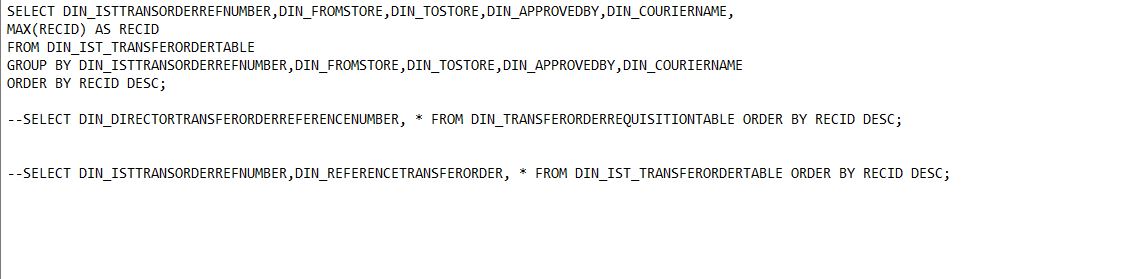 SELECT DIN_ISTTRANSORDERREFNUMBER,DIN_FROMSTORE,DIN_TOSTORE,DIN_APPROVEDBY,DIN_COURIERNAME,
MAX(RECID) AS RECID
FROM DIN_IST_TRANSFERORDERTABLE
GROUP BY DIN_ISTTRANSORDERREFNUMBER,DIN_FROMSTORE,DIN_TOSTORE,DIN_APPROVEDBY,DIN_COURIERNAME
ORDER BY RECID DESC;
--SELECT DIN_DIRECTORTRANSFERORDERREFERENCENUMBER, * FROM DIN_TRANSFERORDERREQUISITIONTABLE ORDER BY RECID DESC;
--SELECT DIN_ISTTRANSORDERREFNUMBER,DIN_REFERENCETRANSFERORDER, * FROM DIN_IST_TRANSFERORDERTABLE ORDER BY RECID DESC;